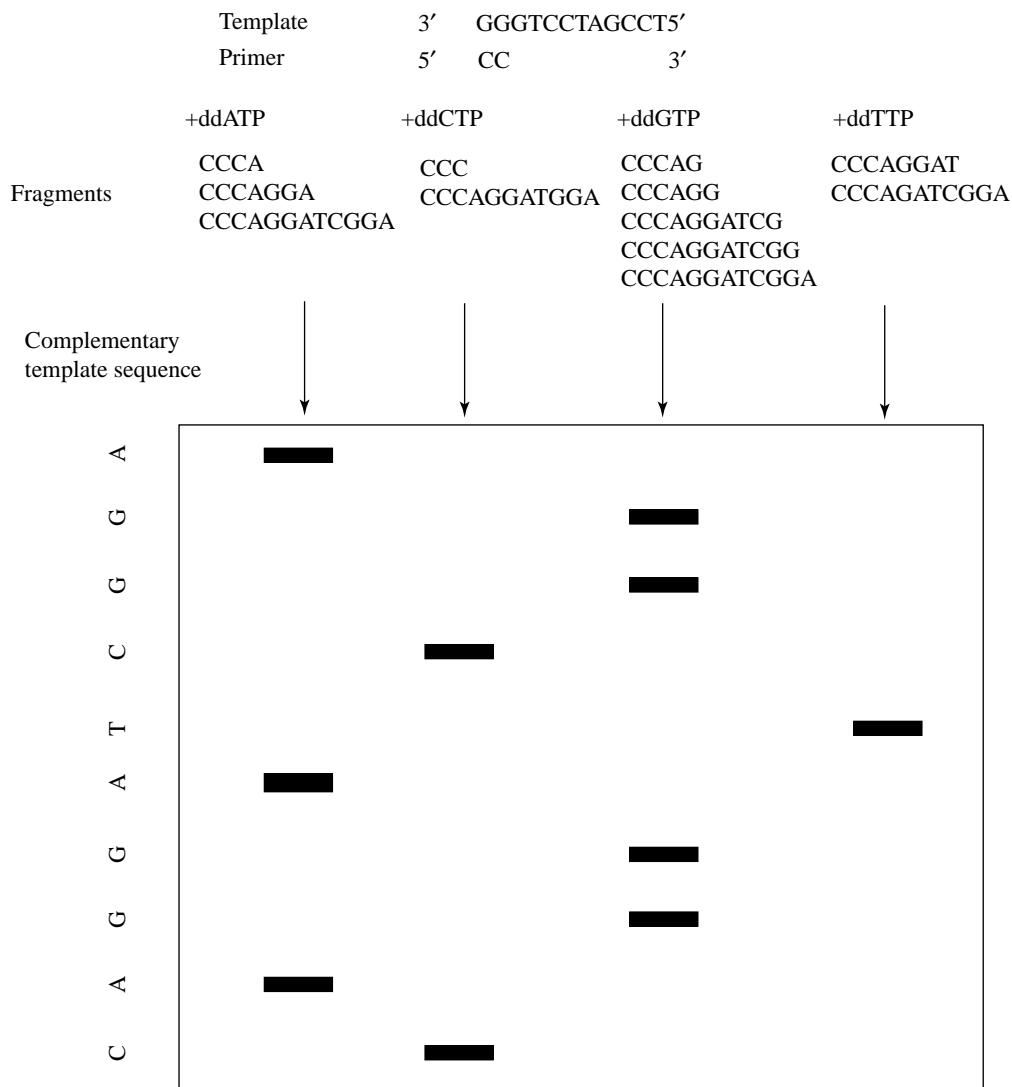 Template 3′ GGGTCCTAGCCT5′
Primer 5′ CC 3′
+ddATP +ddCTP +ddGTP +ddTTP
Fragments
CCCA
CCCAGGA
CCCAGGATCGGA
CCC
CCCAGGATGGA
CCCAG
CCCAGG
CCCAGGATCG
CCCAGGATCGG
CCCAGGATCGGA
CCCAGGAT
CCCAGATCGGA
Complementary
template sequence
A
G
G
C
T
A
G
G
A
C